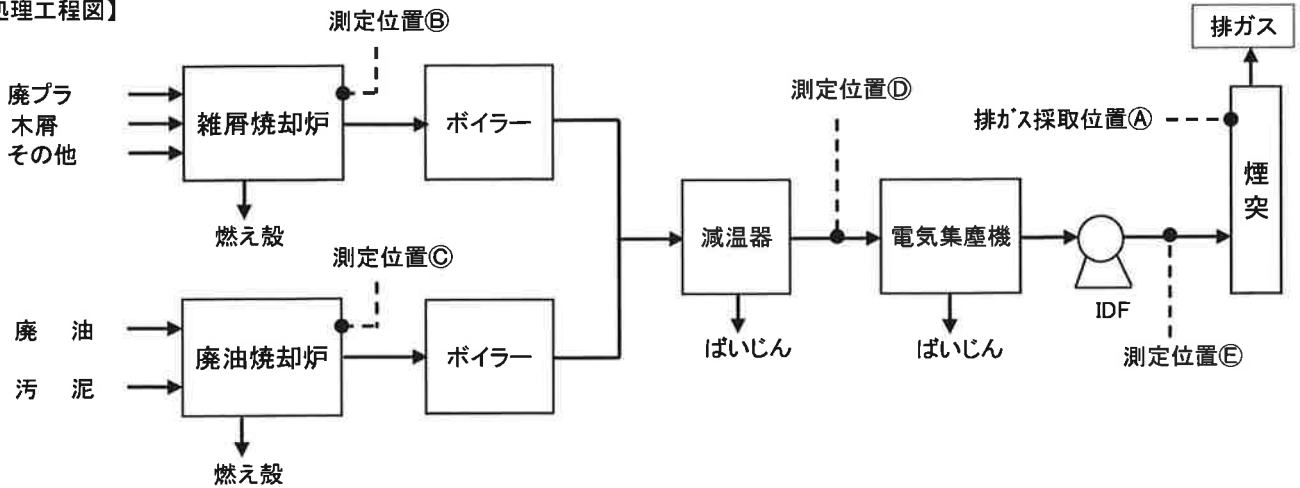 処理工程図】
測定位置Ⓑ
排ガス
廃プラ
木屑
その他
雑屑焼却炉
ボイラー
測定位置Ⓓ
排ガス採取位置Ⓐ
煙突
燃え殻
減温器
電気集塵機
測定位置Ⓒ
IDF
ばいじん
ばいじん
測定位置Ⓔ
廃 油
汚 泥
廃油焼却炉
ボイラー
燃え殻